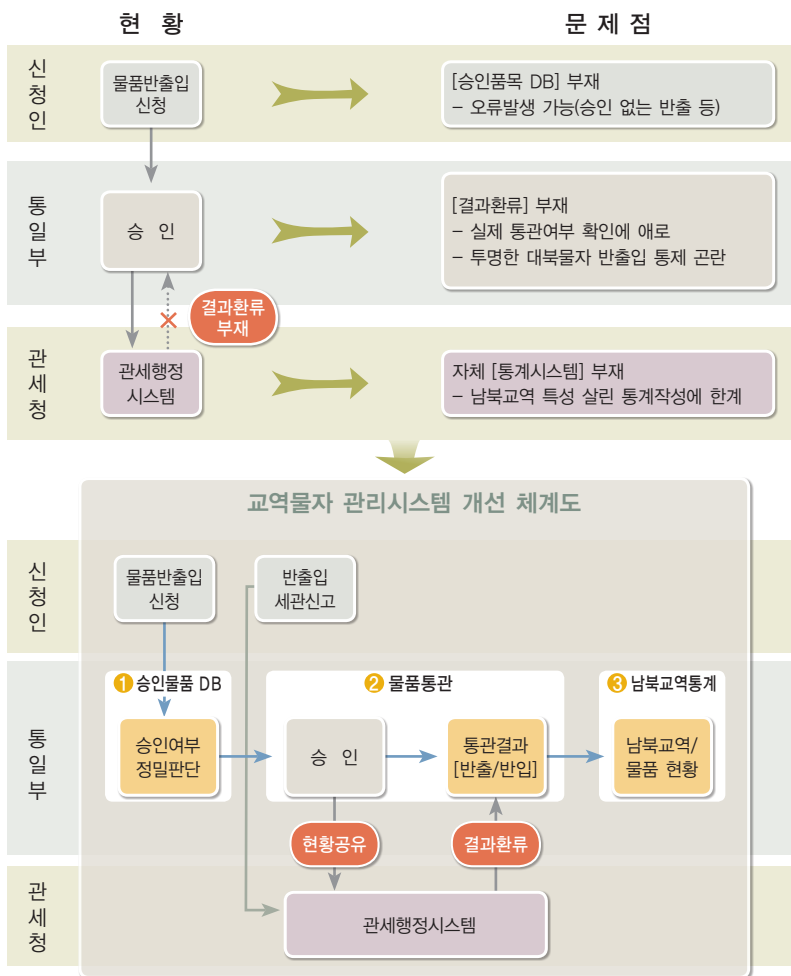 현 황
문 제 점
신청인
물품반출입
신청
[승인품목 DB] 부재
– 오류발생 가능(승인 없는 반출 등)
통일부
승 인
[결과환류] 부재
– 실제 통관여부 확인에 애로
– 투명한 대북물자 반출입 통제 곤란
결과환류
부재
관세청
관세행정
시스템
자체 [통계시스템] 부재
– 남북교역 특성 살린 통계작성에 한계
교역물자 관리시스템 개선 체계도
신청인
물품반출입
신청
반출입
세관신고
통일부
1 승인물품 DB
2 물품통관
3 남북교역통계
승인여부
정밀판단
승 인
통관결과
[반출/반입]
남북교역/
물품 현황
현황공유
결과환류
관세청
관세행정시스템